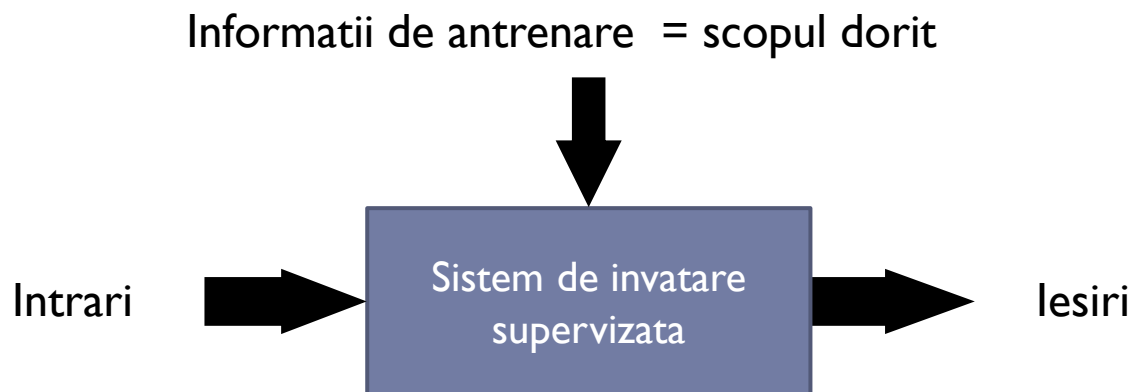 Informatii de antrenare = scopul dorit
Sistem de invatare
supervizata
Intrari
Iesiri